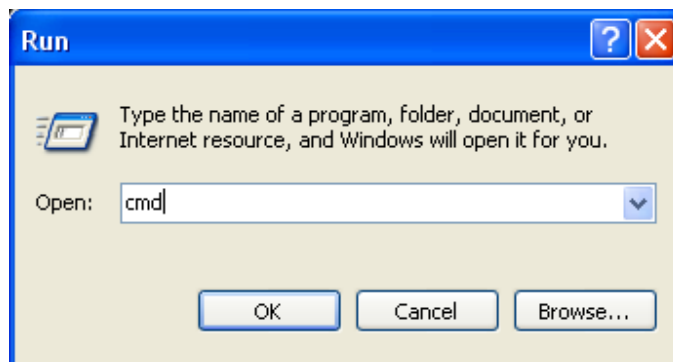 Run
Type the name of a program, folder, document, or
Internet resource, and Windows will open it for you.
Open: cmd
OK Cancel Browse...